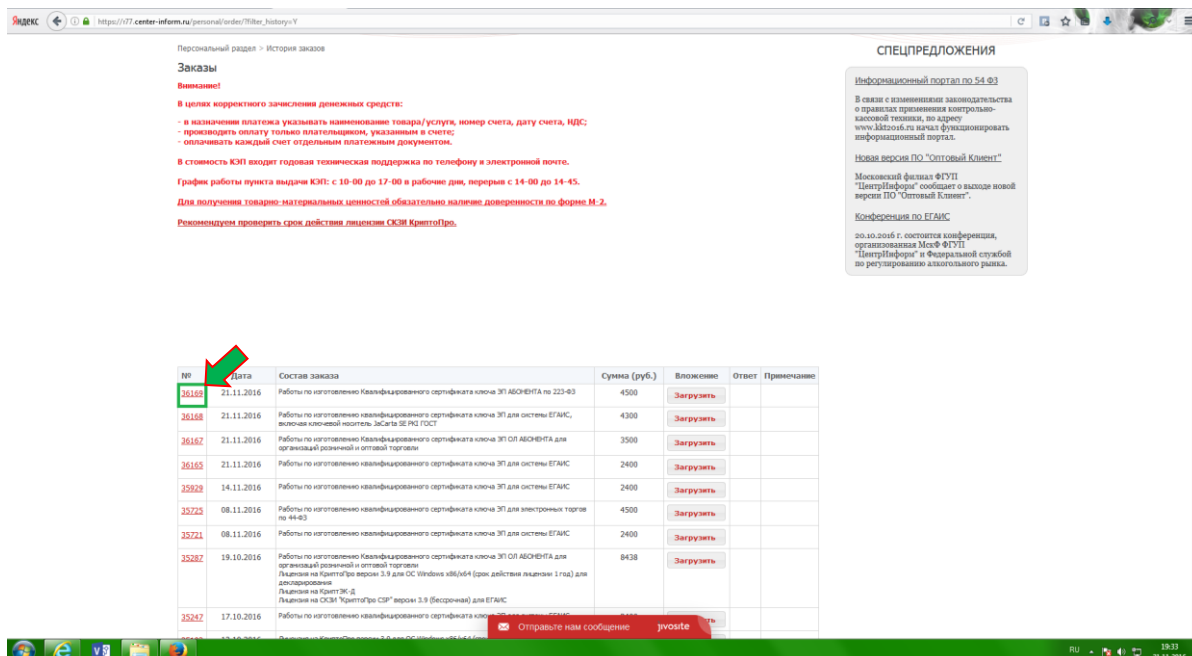 Яндекс
https://r77.center-inform.ru/personal/order/?filter_history=Y
Персональный раздел > История заказов
Заказы
Внимание!
В целях корректного зачисления денежных средств:
- в назначении платежа указывать наименование товара/услуги, номер счета, дату счета, НДС;
- производить оплату только плательщиком, указанным в счете;
- оплачивать каждый счет отдельным платежным документом.
В стоимость КЭП входит годовая техническая поддержка по телефону и электронной почте.
График работы пункта выдачи КЭП: с 10-00 до 17-00 в рабочие дни, перерыв с 14-00 до 14-45.
Для получения товарно-материальных ценностей обязательно наличие доверенности по форме М-2.
Рекомендуем проверить срок действия лицензии СКЗИ КриптоПро.
СПЕЦПРЕДЛОЖЕНИЯ
Информационный портал по 54 ФЗ
В связи с изменениями законодательства
о правилах применения контрольно-
кассовой техники, по адресу
www.kkt2016.ru начал функционировать
информационный портал.
Новая версия ПО "Оптовый Клиент"
Московский филиал ФГУП
"ЦентрИнформ" сообщает о выходе новой
версии ПО "Оптовый Клиент".
Конференция по ЕГАИС
20.10.2016 г. состоится конференция,
организованная МскФ ФГУП
"ЦентрИнформ" и Федеральной службой
по регулированию алкогольного рынка.
№ Дата Состав заказа Сумма (руб.) Вложение Ответ Примечание
36169 21.11.2016 Работы по изготовлению Квалифицированного сертификата ключа ЭП АБОНЕНТА по 223-ФЗ 4500 Загрузить
36168 21.11.2016 Работы по изготовлению квалифицированного сертификата ключа ЭП для системы ЕГАИС, 4300 Загрузить
включая ключевой носитель JaCarta SE PKI ГОСТ
36167 21.11.2016 Работы по изготовлению Квалифицированного сертификата ключа ЭП ОЛ АБОНЕНТА для 3500 Загрузить
организаций розничной и оптовой торговли
36165 21.11.2016 Работы по изготовлению квалифицированного сертификата ключа ЭП для системы ЕГАИС 2400 Загрузить
35929 14.11.2016 Работы по изготовлению квалифицированного сертификата ключа ЭП для системы ЕГАИС 2400 Загрузить
35725 08.11.2016 Работы по изготовлению квалифицированного сертификата ключа ЭП для электронных торгов 4500 Загрузить
по 44-ФЗ
35721 08.11.2016 Работы по изготовлению квалифицированного сертификата ключа ЭП для системы ЕГАИС 2400 Загрузить
35287 19.10.2016 Работы по изготовлению Квалифицированного сертификата ключа ЭП ОЛ АБОНЕНТА для 8438 Загрузить
организаций розничной и оптовой торговли
Лицензия на КриптоПро версии 3.9 для ОС Windows x86/x64 (срок действия лицензии 1 год) для
декларирования
Лицензия на КриптЭК-Д
Лицензия на СКЗИ "КриптоПро CSP" версии 3.9 (бессрочная) для ЕГАИС
35247 17.10.2016 Работы по изготовлению квалифицированного сертификата
Отправьте нам сообщение jivosite
RU 19:33
21.11.2016